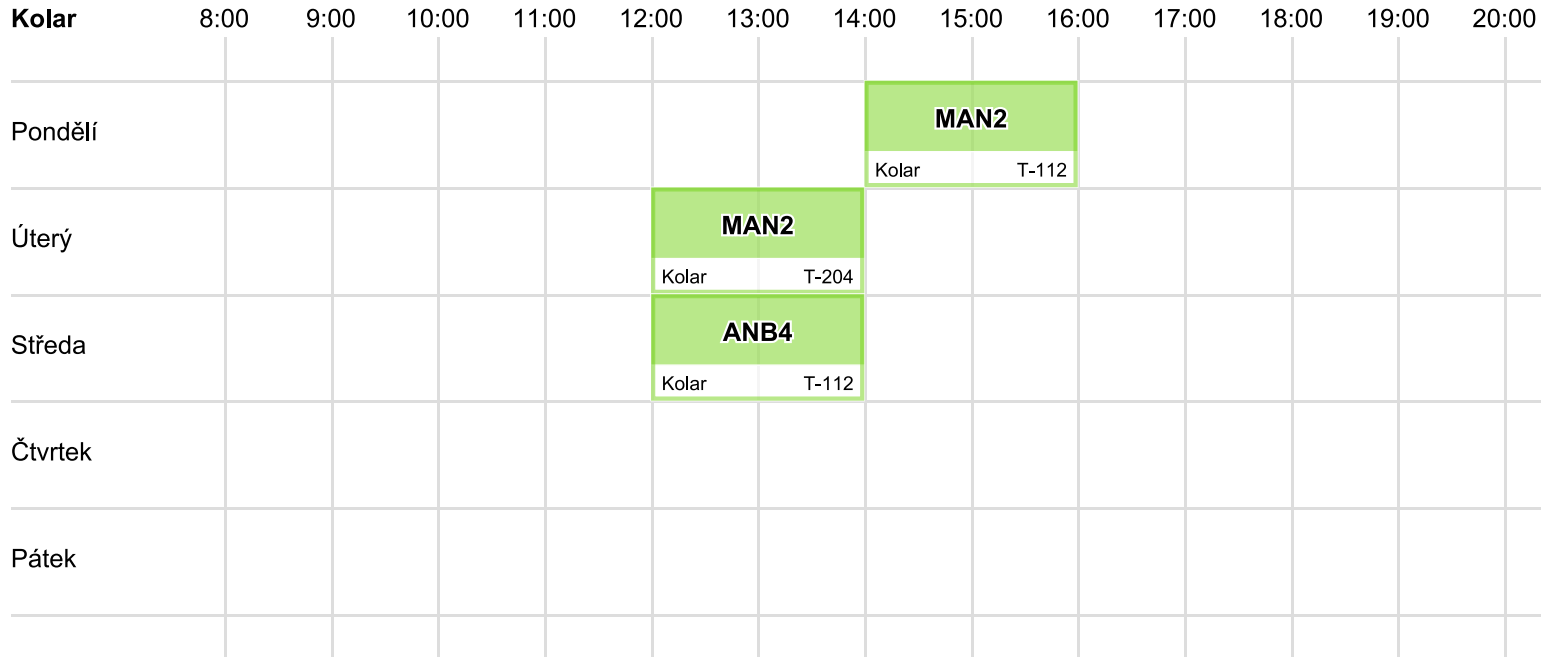 Kolar 8:00 9:00 10:00 11:00 12:00 13:00 14:00 15:00 16:00 17:00 18:00 19:00 20:00
Pondělí
MAN2
Kolar T-112
Úterý
MAN2
Kolar T-204
Středa
ANB4
Kolar T-112
Čtvrtek
Pátek